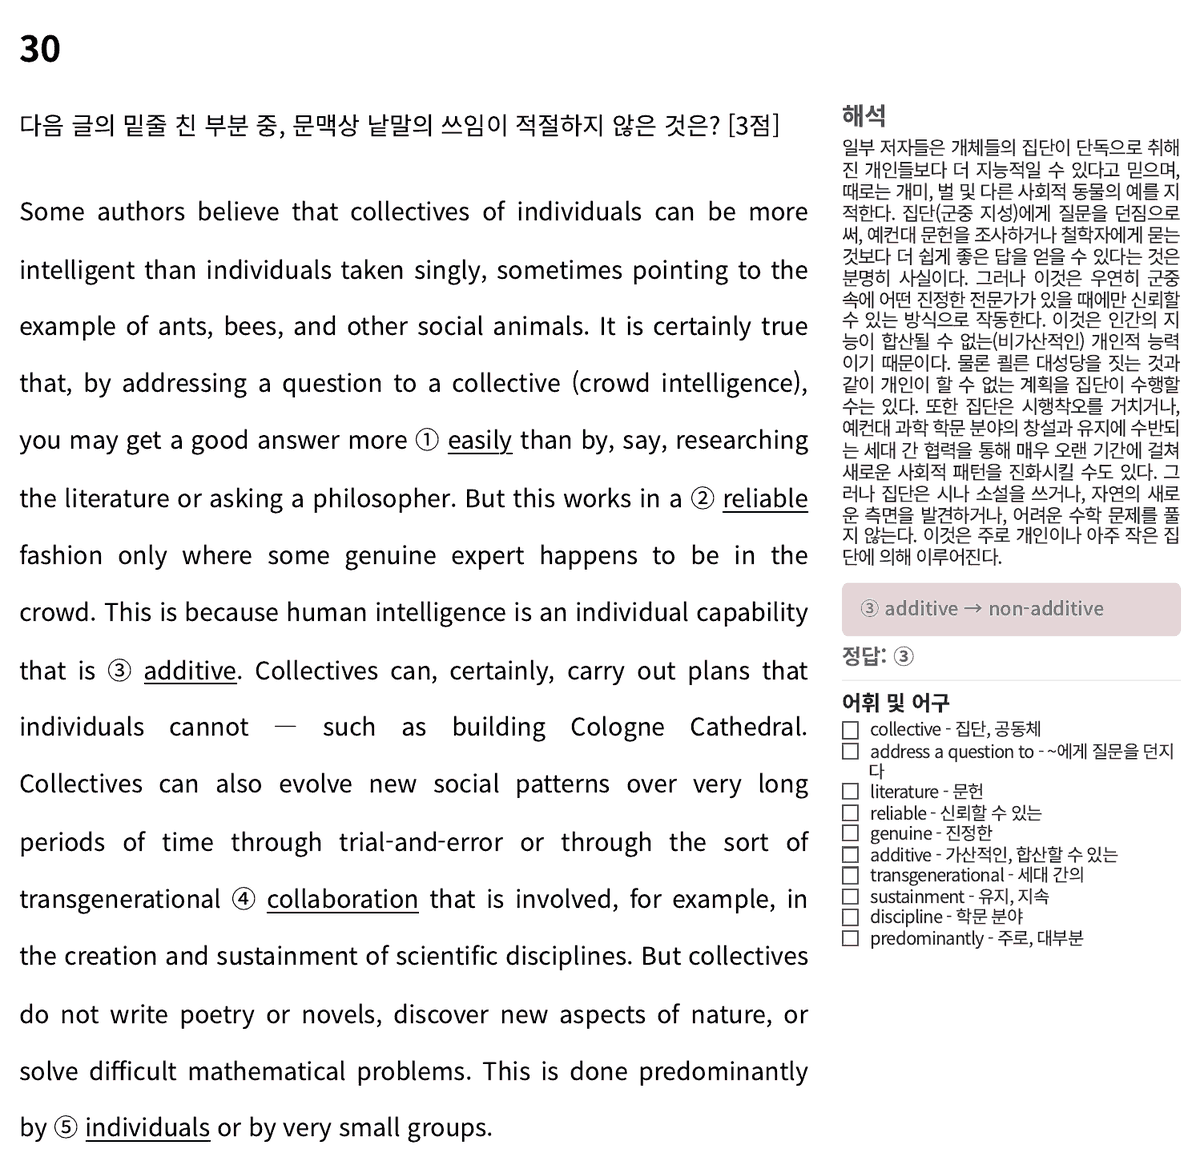 30
다음 글의 밑줄 친 부분 중, 문맥상 낱말의 쓰임이 적절하지 않은 것은? [3점]
Some authors believe that collectives of individuals can be more
intelligent than individuals taken singly, sometimes pointing to the
example of ants, bees, and other social animals. It is certainly true
that, by addressing a question to a collective (crowd intelligence),
you may get a good answer more ① easily than by, say, researching
the literature or asking a philosopher. But this works in a ② reliable
fashion only where some genuine expert happens to be in the
crowd. This is because human intelligence is an individual capability
that is ③ additive. Collectives can, certainly, carry out plans that
individuals cannot — such as building Cologne Cathedral.
Collectives can also evolve new social patterns over very long
periods of time through trial-and-error or through the sort of
transgenerational ④ collaboration that is involved, for example, in
the creation and sustainment of scientific disciplines. But collectives
do not write poetry or novels, discover new aspects of nature, or
solve difficult mathematical problems. This is done predominantly
by ⑤ individuals or by very small groups.
해석
일부 저자들은 개체들의 집단이 단독으로 취해
진 개인들보다 더 지능적일 수 있다고 믿으며,
때로는 개미, 벌 및 다른 사회적 동물의 예를 지
적한다. 집단(군중 지성)에게 질문을 던짐으로
써, 예컨대 문헌을 조사하거나 철학자에게 묻는
것보다 더 쉽게 좋은 답을 얻을 수 있다는 것은
분명히 사실이다. 그러나 이것은 우연히 군중
속에 어떤 진정한 전문가가 있을 때에만 신뢰할
수 있는 방식으로 작동한다. 이것은 인간의 지
능이 합산될 수 없는(비가산적인) 개인적 능력
이기 때문이다. 물론 쾰른 대성당을 짓는 것과
같이 개인이 할 수 없는 계획을 집단이 수행할
수는 있다. 또한 집단은 시행착오를 거치거나,
예컨대 과학 학문 분야의 창설과 유지에 수반되
는 세대 간 협력을 통해 매우 오랜 기간에 걸쳐
새로운 사회적 패턴을 진화시킬 수도 있다. 그
러나 집단은 시나 소설을 쓰거나, 자연의 새로
운 측면을 발견하거나, 어려운 수학 문제를 풀
지 않는다. 이것은 주로 개인이나 아주 작은 집
단에 의해 이루어진다.
③ additive → non-additive
정답: ③
어휘 및 어구
☐ collective - 집단, 공동체
☐ address a question to - ~에게 질문을 던지
다
☐ literature - 문헌
☐ reliable - 신뢰할 수 있는
☐ genuine - 진정한
☐ additive - 가산적인, 합산할 수 있는
☐ transgenerational - 세대 간의
☐ sustainment - 유지, 지속
☐ discipline - 학문 분야
☐ predominantly - 주로, 대부분